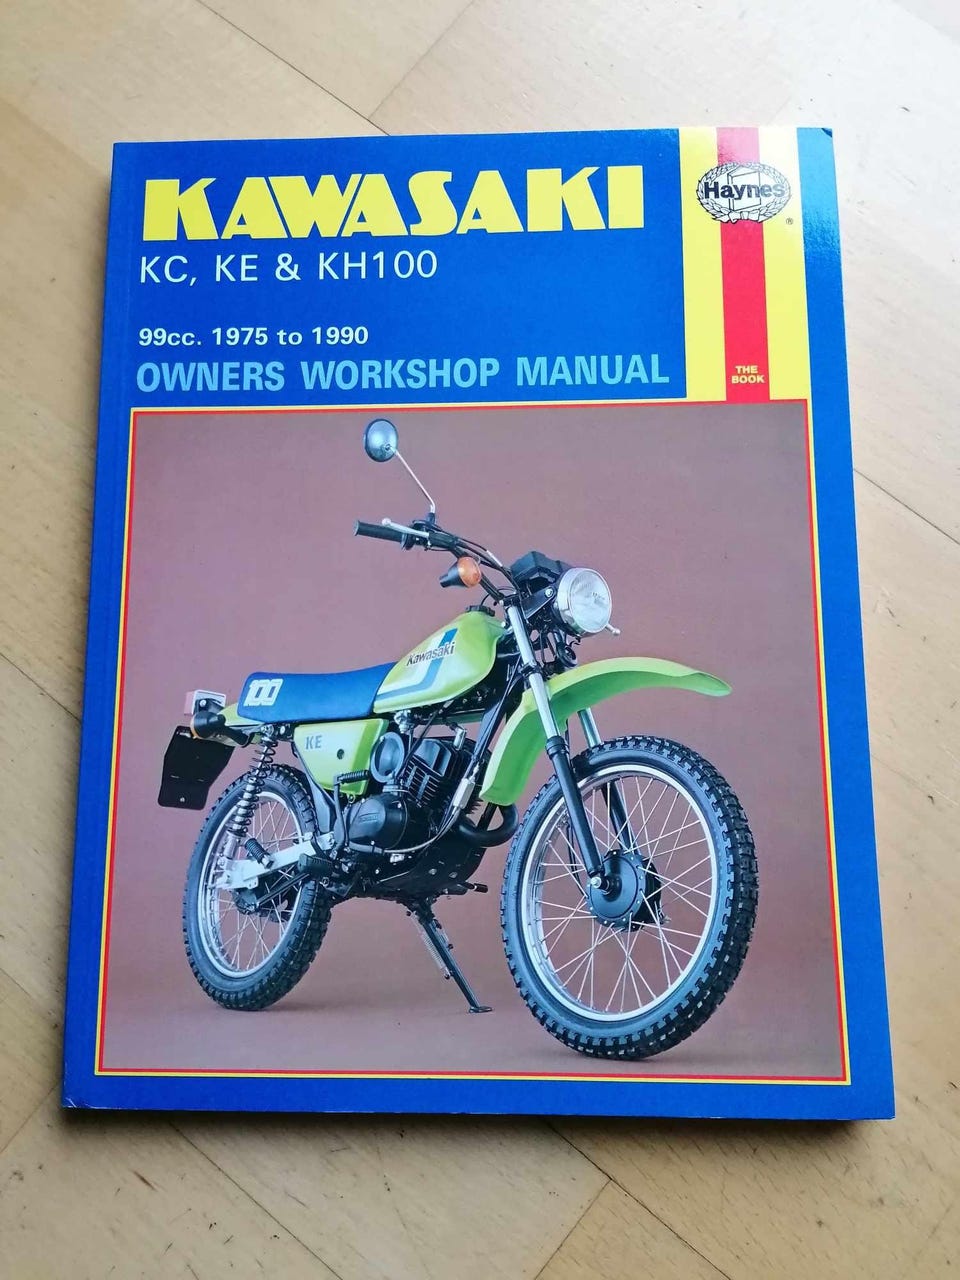 KAWASAKI
KC, KE & KH100
99cc. 1975 to 1990
OWNERS WORKSHOP MANUAL
Haynes
®
THE
BOOK
Kawasaki
100
KE